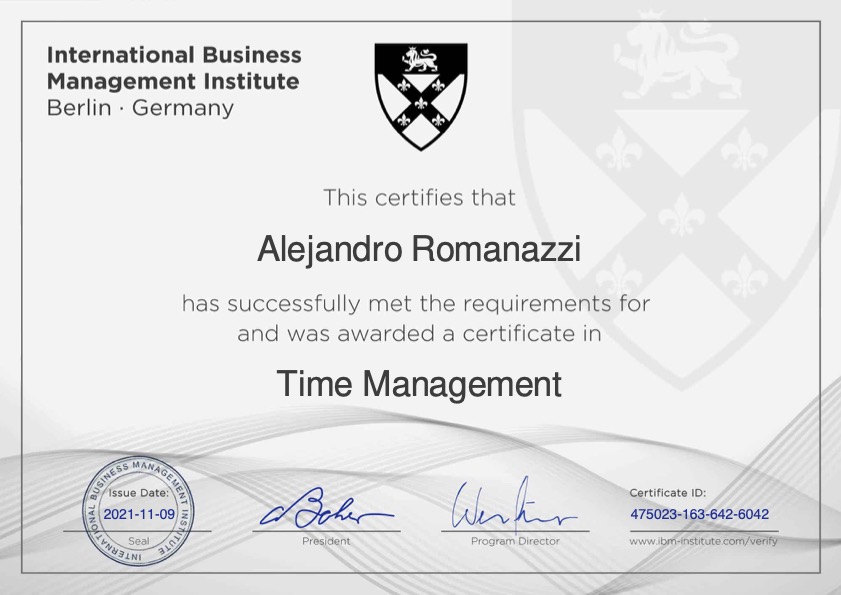 International Business
Management Institute
Berlin · Germany
This certifies that
Alejandro Romanazzi
has successfully met the requirements for
and was awarded a certificate in
Time Management
INTERNATIONAL BUSINESS MANAGEMENT INSTITUTE
Issue Date:
2021-11-09
Seal
President
Program Director
Certificate ID:
475023-163-642-6042
www.ibm-institute.com/verify